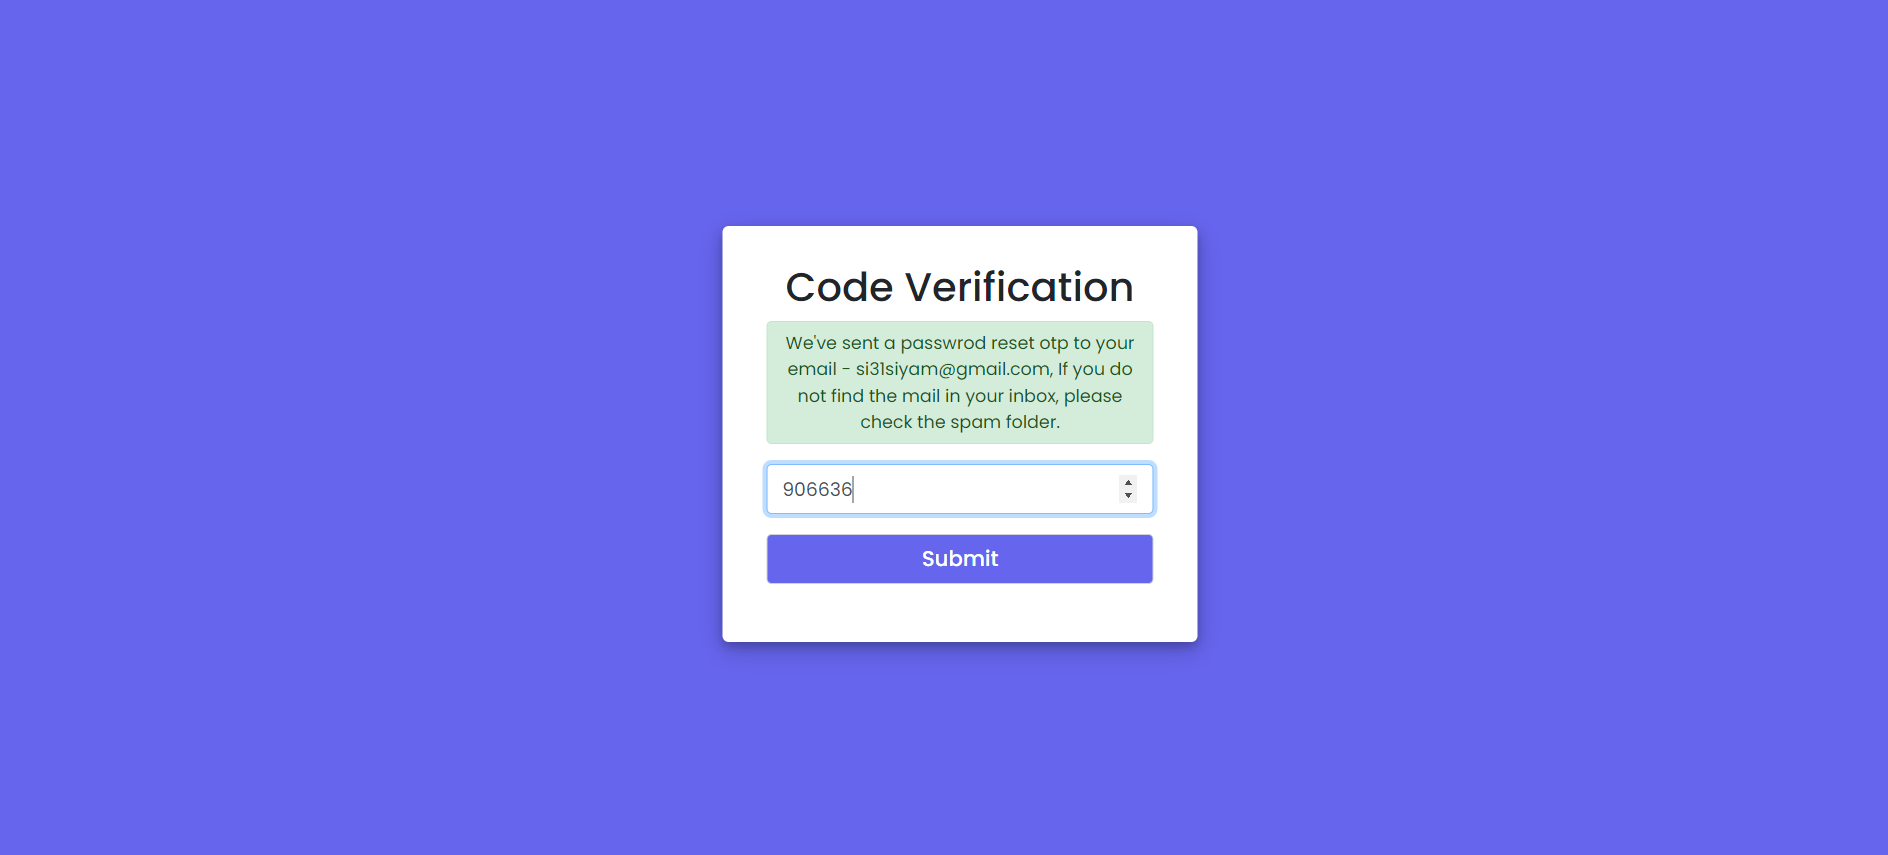 Code Verification
We've sent a passwrod reset otp to your
email - si31siyam@gmail.com, If you do
not find the mail in your inbox, please
check the spam folder.
906636
Submit